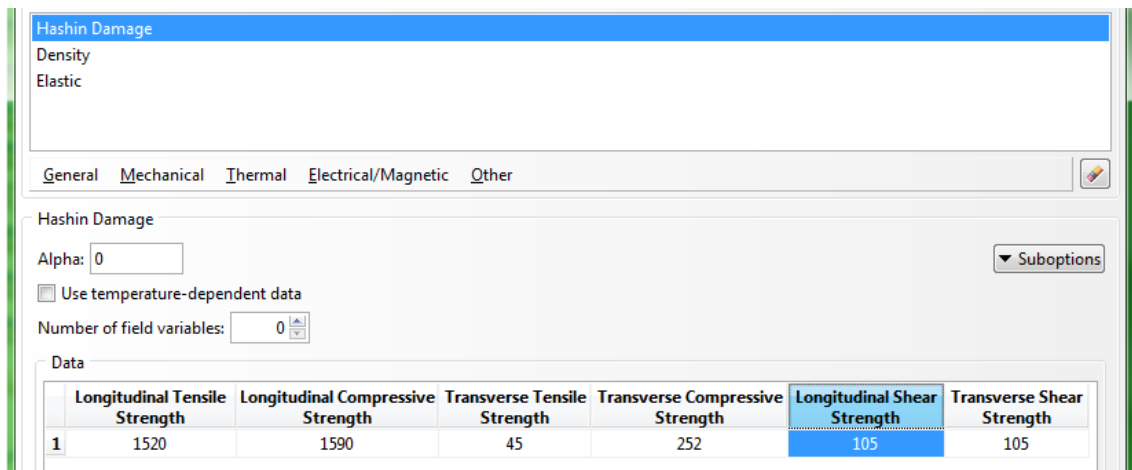 Hashin Damage
Density
Elastic
General Mechanical Thermal Electrical/Magnetic Other
Hashin Damage
Alpha: 0
Suboptions
Use temperature-dependent data
Number of field variables: 0
Data
Longitudinal Tensile Strength Longitudinal Compressive Strength Transverse Tensile Strength Transverse Compressive Strength Longitudinal Shear Strength Transverse Shear Strength
1 1520 1590 45 252 105 105